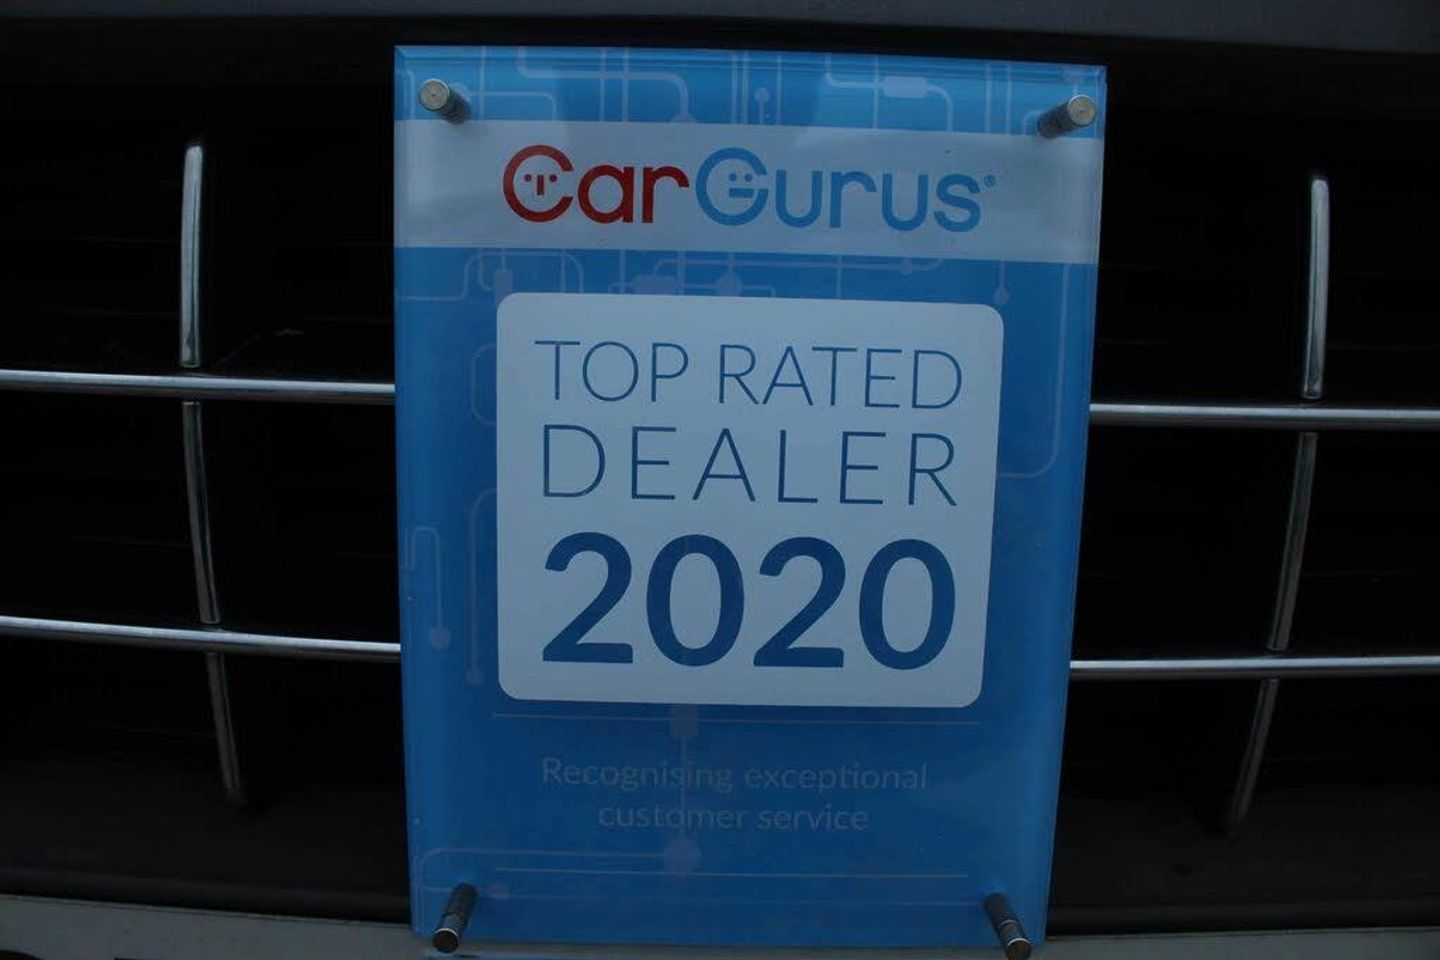 CarGurus®
TOP RATED
DEALER
2020
Recognising exceptional
customer service